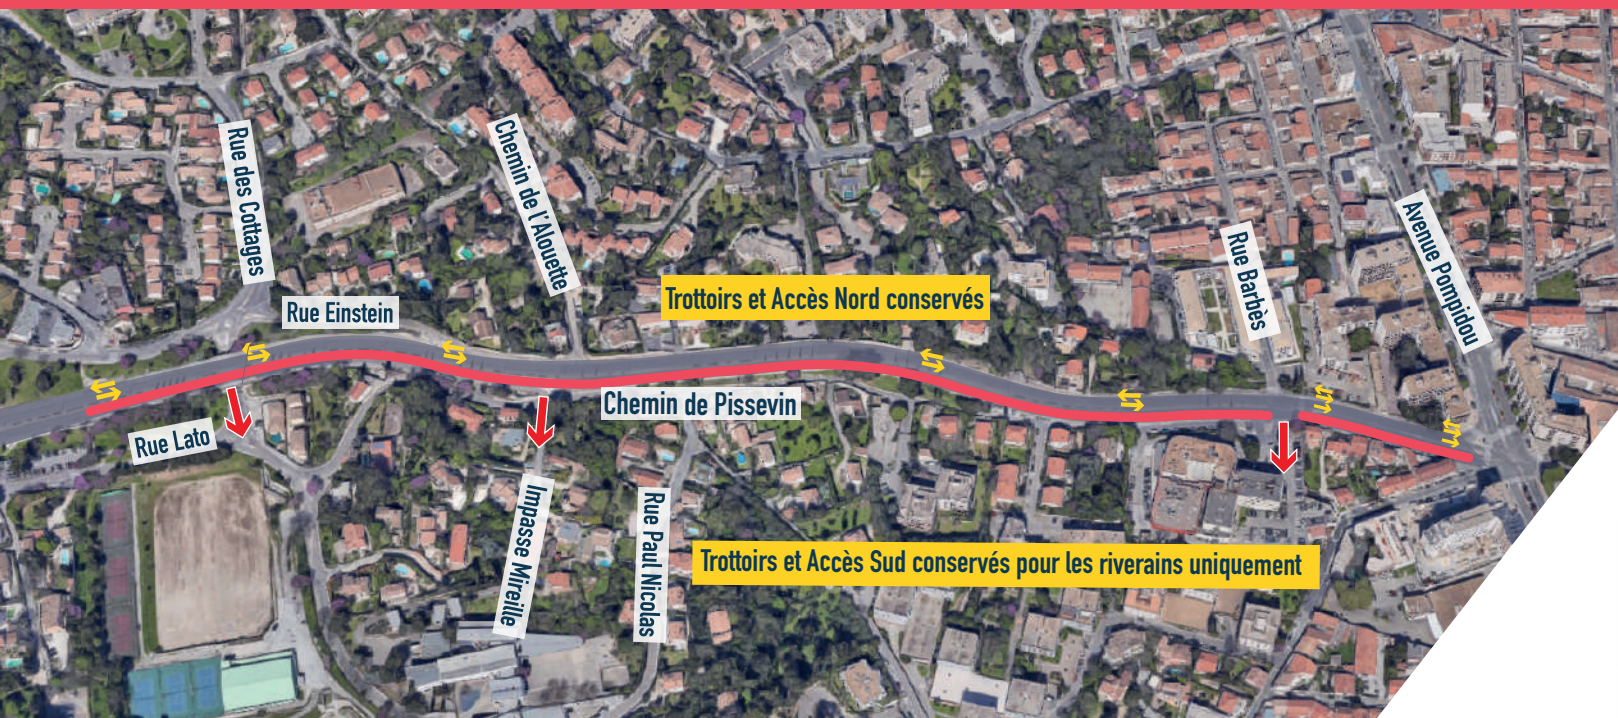 Rue des Cottages
Chemin de l'Alouette
Rue Einstein
Trottoirs et Accès Nord conservés
Rue Barbès
Avenue Pompidou
Chemin de Pissevin
Rue Lato
Impasse Mireille
Rue Paul Nicolas
Trottoirs et Accès Sud conservés pour les riverains uniquement